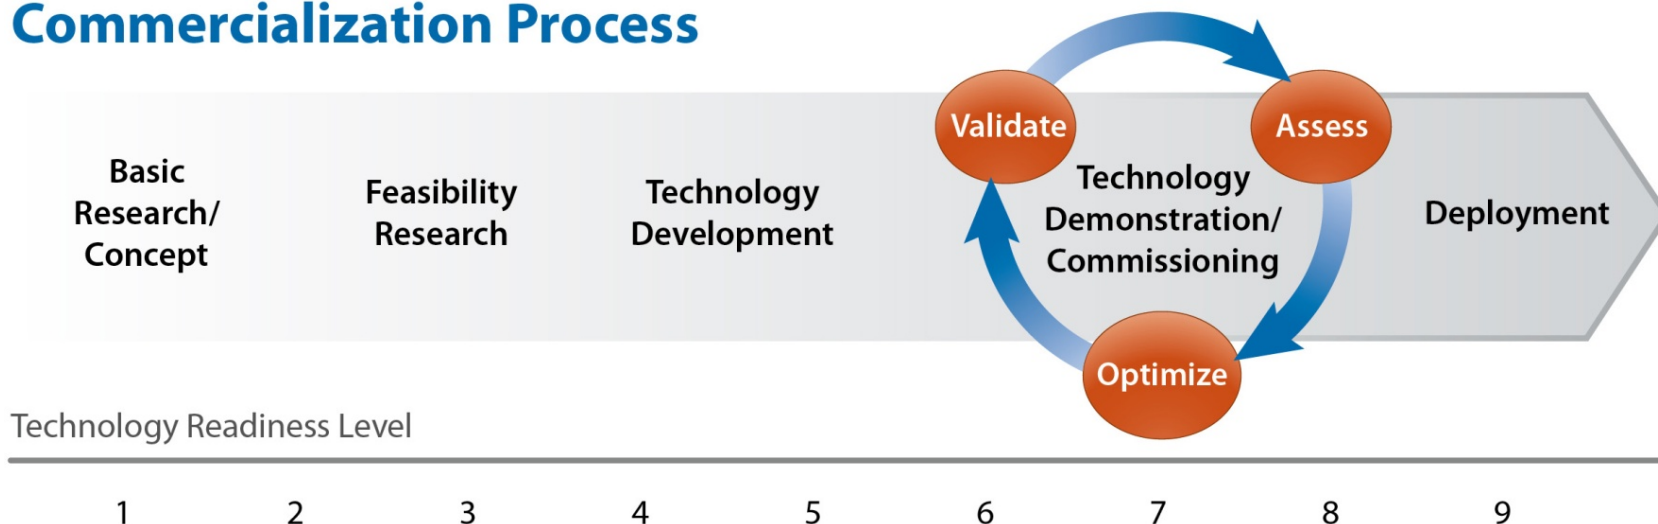 Commercialization Process
Basic
Research/
Concept
Feasibility
Research
Technology
Development
Validate
Assess
Technology
Demonstration/
Commissioning
Optimize
Deployment
Technology Readiness Level
1 2 3 4 5 6 7 8 9